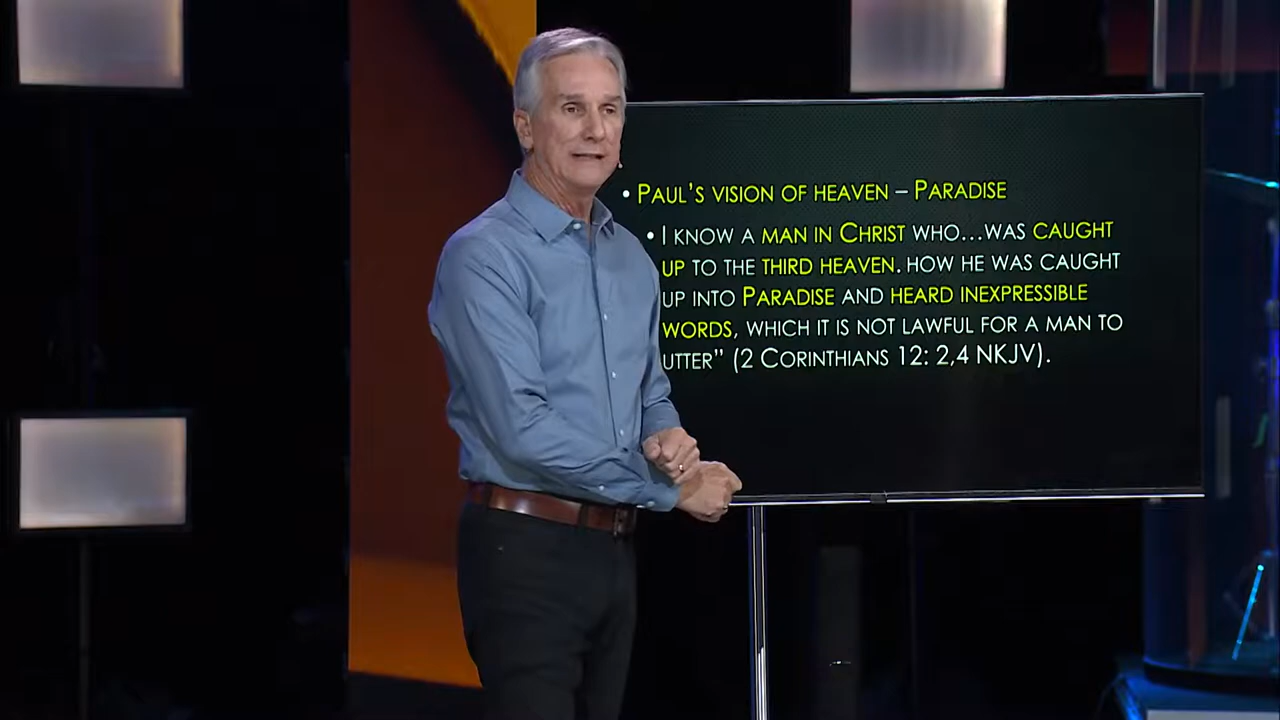 • PAUL'S VISION OF HEAVEN – PARADISE
• I KNOW A MAN IN CHRIST WHO...WAS CAUGHT
UP TO THE THIRD HEAVEN. HOW HE WAS CAUGHT
UP INTO PARADISE AND HEARD INEXPRESSIBLE
WORDS, WHICH IT IS NOT LAWFUL FOR A MAN TO
UTTER" (2 CORINTHIANS 12: 2,4 NKJV).